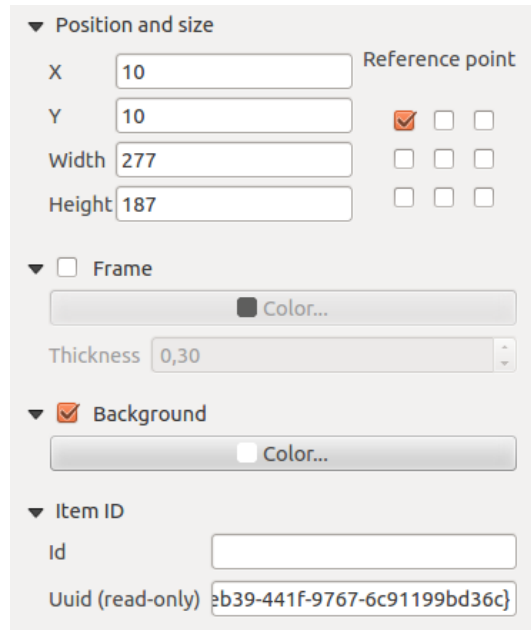 Position and size
Reference point
X 10
Y 10
Width 277
Height 187
Frame
Color...
Thickness 0,30
Background
Color...
Item ID
Id
Uuid (read-only) eb39-441f-9767-6c91199bd36c}